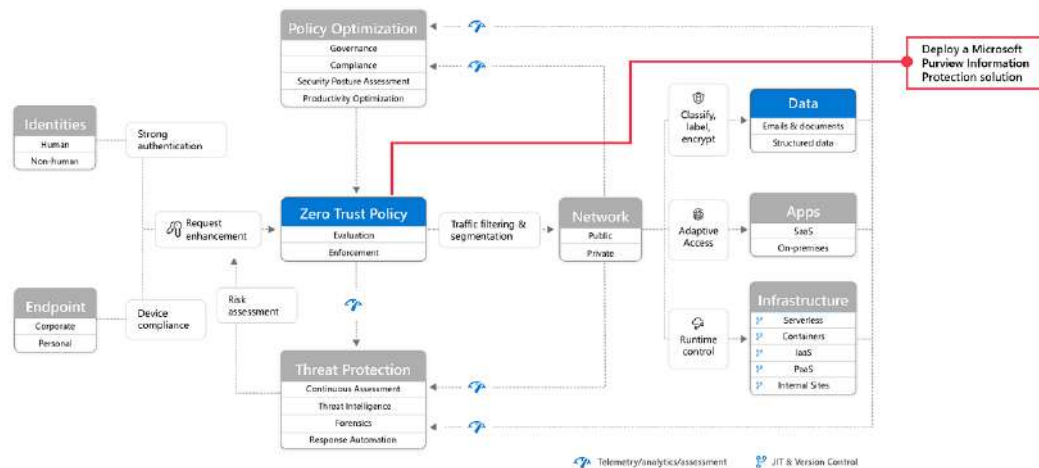 Policy Optimization
Governance
Compliance
Security Posture Assessment
Productivity Optimization
Deploy a Microsoft
Purview Information
Protection solution
Identities
Human
Non-human
Strong
authentication
Classify,
label,
encrypt
Data
Emails & documents
Structured data
Request
enhancement
Zero Trust Policy
Evaluation
Enforcement
Traffic filtering &
segmentation
Network
Public
Private
Adaptive
Access
Apps
SaaS
On-premises
Endpoint
Corporate
Personal
Device
compliance
Risk
assessment
Runtime
control
Infrastructure
Serverless
Containers
IaaS
PaaS
Internal Sites
Threat Protection
Continuous Assessment
Threat Intelligence
Forensics
Response Automation
Telemetry/analytics/assessment
JIT & Version Control